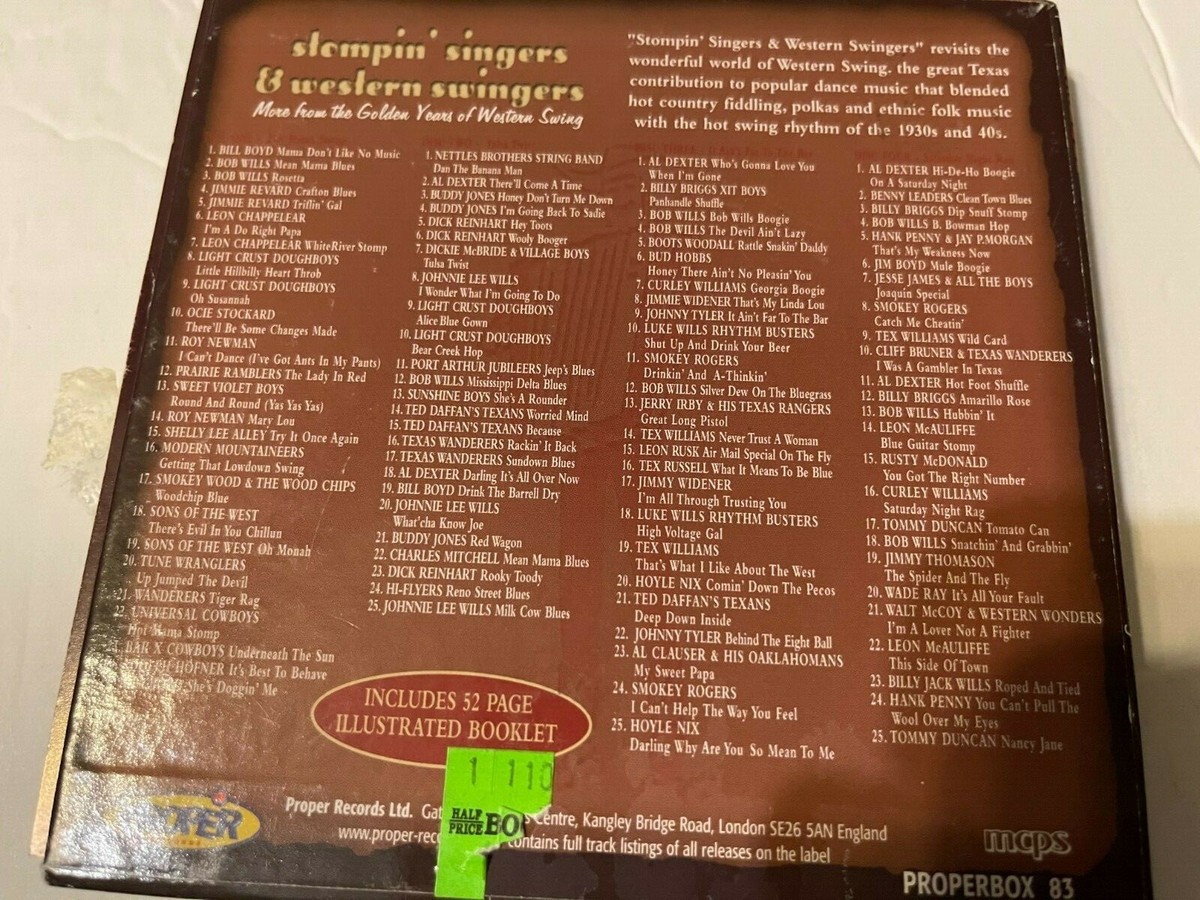 stompin' singers
& western swingers
More from the Golden Years of Western Swing
"Stompin' Singers & Western Swingers" revisits the
wonderful world of Western Swing. the great Texas
contribution to popular dance music that blended
hot country fiddling, polkas and ethnic folk music
with the hot swing rhythm of the 1930s and 40s.
1. BILL BOYD Mama Don't Like No Music
2. BOB WILLS Mean Mama Blues
3. BOB WILLS Rosetta
4. JIMMIE REVARD Crafton Blues
5. JIMMIE REVARD Triflin' Gal
6. LEON CHAPPELEAR
I'm A Do Right Papa
7. LEON CHAPPELEAR WhiteRiver Stomp
8. LIGHT CRUST DOUGHBOYS
Little Hillbilly Heart Throb
9. LIGHT CRUST DOUGHBOYS
Oh Susannah
10. OCIE STOCKARD
There'll Be Some Changes Made
11. ROY NEWMAN
I Can't Dance (I've Got Ants In My Pants)
12. PRAIRIE RAMBLERS The Lady In Red
13. SWEET VIOLET BOYS
Round And Round (Yas Yas Yas)
14. ROY NEWMAN Mary Lou
15. SHELLY LEE ALLEY Try It Once Again
16. MODERN MOUNTAINEERS
Getting That Lowdown Swing
17. SMOKEY WOOD & THE WOOD CHIPS
Woodchip Blue
18. SONS OF THE WEST
There's Evil In You Chillun
19. SONS OF THE WEST Oh Monah
20. TUNE WRANGLERS
Up Jumped The Devil
21. WANDERERS Tiger Rag
22. UNIVERSAL COWBOYS
Hot Mama Stomp
BAR X COWBOYS Underneath The Sun
HOFNER It's Best To Behave
She's Doggin' Me
1. NETTLES BROTHERS STRING BAND
Dan The Banana Man
2. AL DEXTER There'll Come A Time
3. BUDDY JONES Honey Don't Turn Me Down
4. BUDDY JONES I'm Going Back To Sadie
5. DICK REINHART Hey Toots
6. DICK REINHART Wooly Booger
7. DICKIE McBRIDE & VILLAGE BOYS
Tulsa Twist
8. JOHNNIE LEE WILLS
I Wonder What I'm Going To Do
9. LIGHT CRUST DOUGHBOYS
Alice Blue Gown
10. LIGHT CRUST DOUGHBOYS
Bear Creek Hop
11. PORT ARTHUR JUBILEERS Jeep's Blues
12. BOB WILLS Mississippi Delta Blues
13. SUNSHINE BOYS She's A Rounder
14. TED DAFFAN'S TEXANS Worried Mind
15. TED DAFFAN'S TEXANS Because
16. TEXAS WANDERERS Rackin' It Back
17. TEXAS WANDERERS Sundown Blues
18. AL DEXTER Darling It's All Over Now
19. BILL BOYD Drink The Barrell Dry
20. JOHNNIE LEE WILLS
What'cha Know Joe
21. BUDDY JONES Red Wagon
22. CHARLES MITCHELL Mean Mama Blues
23. DICK REINHART Rooky Toody
24. HI-FLYERS Reno Street Blues
25. JOHNNIE LEE WILLS Milk Cow Blues
1. AL DEXTER Who's Gonna Love You
When I'm Gone
2. BILLY BRIGGS XIT BOYS
Panhandle Shuffle
3. BOB WILLS Bob Wills Boogie
4. BOB WILLS The Devil Ain't Lazy
5. BOOTS WOODALL Rattle Snakin' Daddy
6. BUD HOBBS
Honey There Ain't No Pleasin' You
7. CURLEY WILLIAMS Georgia Boogie
8. JIMMIE WIDENER That's My Linda Lou
9. JOHNNY TYLER It Ain't Far To The Bar
10. LUKE WILLS RHYTHM BUSTERS
Shut Up And Drink Your Beer
11. SMOKEY ROGERS
Drinkin' And A-Thinkin'
12. BOB WILLS Silver Dew On The Bluegrass
13. JERRY IRBY & HIS TEXAS RANGERS
Great Long Pistol
14. TEX WILLIAMS Never Trust A Woman
15. LEON RUSK Air Mail Special On The Fly
16. TEX RUSSELL What It Means To Be Blue
17. JIMMY WIDENER
I'm All Through Trusting You
18. LUKE WILLS RHYTHM BUSTERS
High Voltage Gal
19. TEX WILLIAMS
That's What I Like About The West
20. HOYLE NIX Comin' Down The Pecos
21. TED DAFFAN'S TEXANS
Deep Down Inside
22. JOHNNY TYLER Behind The Eight Ball
23. AL CLAUSER & HIS OAKLAHOMANS
My Sweet Papa
24. SMOKEY ROGERS
I Can't Help The Way You Feel
25. HOYLE NIX
Darling Why Are You So Mean To Me
1. AL DEXTER Hi-De-Ho Boogie
On A Saturday Night
2. BENNY LEADERS Clean Town Blues
3. BILLY BRIGGS Dip Snuff Stomp
4. BOB WILLS B. Bowman Hop
5. HANK PENNY & JAY P.MORGAN
That's My Weakness Now
6. JIM BOYD Mule Boogie
7. JESSE JAMES & ALL THE BOYS
Joaquin Special
8. SMOKEY ROGERS
Catch Me Cheatin'
9. TEX WILLIAMS Wild Card
10. CLIFF BRUNER & TEXAS WANDERERS
I Was A Gambler In Texas
11. AL DEXTER Hot Foot Shuffle
12. BILLY BRIGGS Amarillo Rose
13. BOB WILLS Hubbin' It
14. LEON McAULIFFE
Blue Guitar Stomp
15. RUSTY McDONALD
You Got The Right Number
16. CURLEY WILLIAMS
Saturday Night Rag
17. TOMMY DUNCAN Tomato Can
18. BOB WILLS Snatchin' And Grabbin'
19. JIMMY THOMASON
The Spider And The Fly
20. WADE RAY It's All Your Fault
21. WALT McCOY & WESTERN WONDERS
I'm A Lover Not A Fighter
22. LEON McAULIFFE
This Side Of Town
23. BILLY JACK WILLS Roped And Tied
24. HANK PENNY You Can't Pull The
Wool Over My Eyes
25. TOMMY DUNCAN Nancy Jane
INCLUDES 52 PAGE
ILLUSTRATED BOOKLET
1 110
HALF
PRICE BO
Proper Records Ltd. Gat s Centre, Kangley Bridge Road, London SE26 5AN England
www.proper-rec contains full track listings of all releases on the label
mcps
PROPERBOX 83